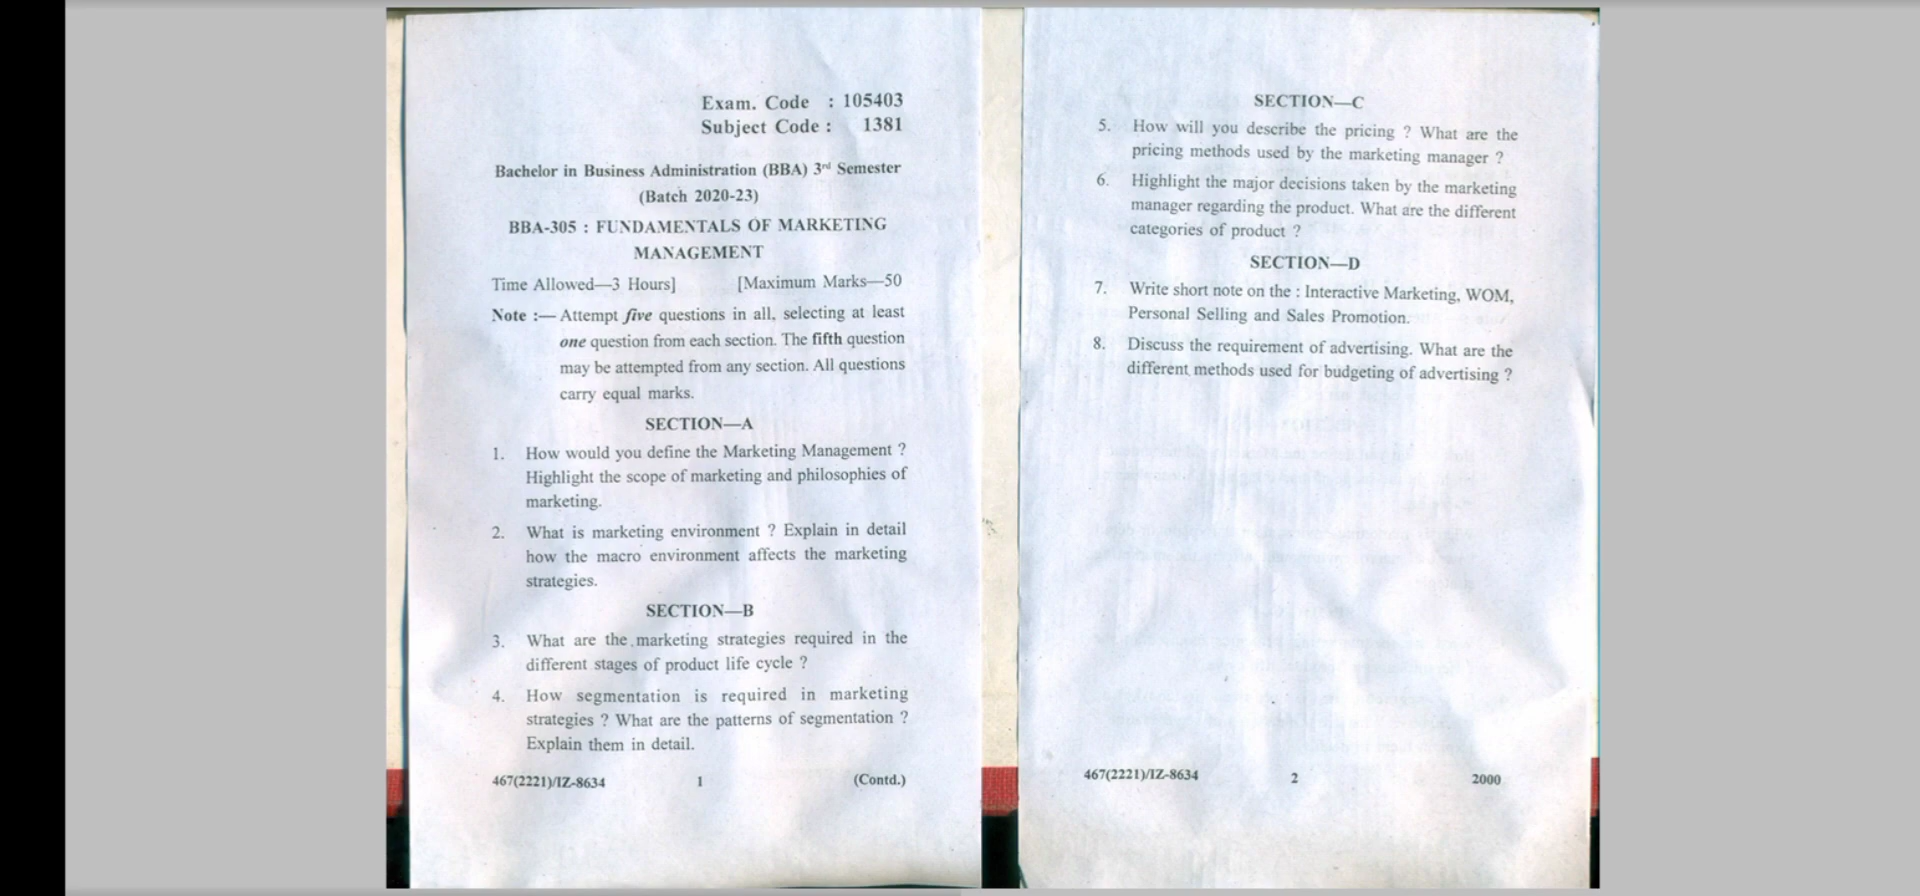 Exam. Code : 105403
Subject Code : 1381
Bachelor in Business Administration (BBA) 3rd Semester
(Batch 2020-23)
BBA-305 : FUNDAMENTALS OF MARKETING
MANAGEMENT
Time Allowed—3 Hours] [Maximum Marks—50
Note :— Attempt five questions in all, selecting at least
one question from each section. The fifth question
may be attempted from any section. All questions
carry equal marks.
SECTION—A
1. How would you define the Marketing Management ?
Highlight the scope of marketing and philosophies of
marketing.
2. What is marketing environment ? Explain in detail
how the macro environment affects the marketing
strategies.
SECTION—B
3. What are the marketing strategies required in the
different stages of product life cycle ?
4. How segmentation is required in marketing
strategies ? What are the patterns of segmentation ?
Explain them in detail.
467(2221)/IZ-8634 1 (Contd.)
SECTION—C
5. How will you describe the pricing ? What are the
pricing methods used by the marketing manager ?
6. Highlight the major decisions taken by the marketing
manager regarding the product. What are the different
categories of product ?
SECTION—D
7. Write short note on the : Interactive Marketing, WOM,
Personal Selling and Sales Promotion.
8. Discuss the requirement of advertising. What are the
different methods used for budgeting of advertising ?
467(2221)/IZ-8634 2 2000